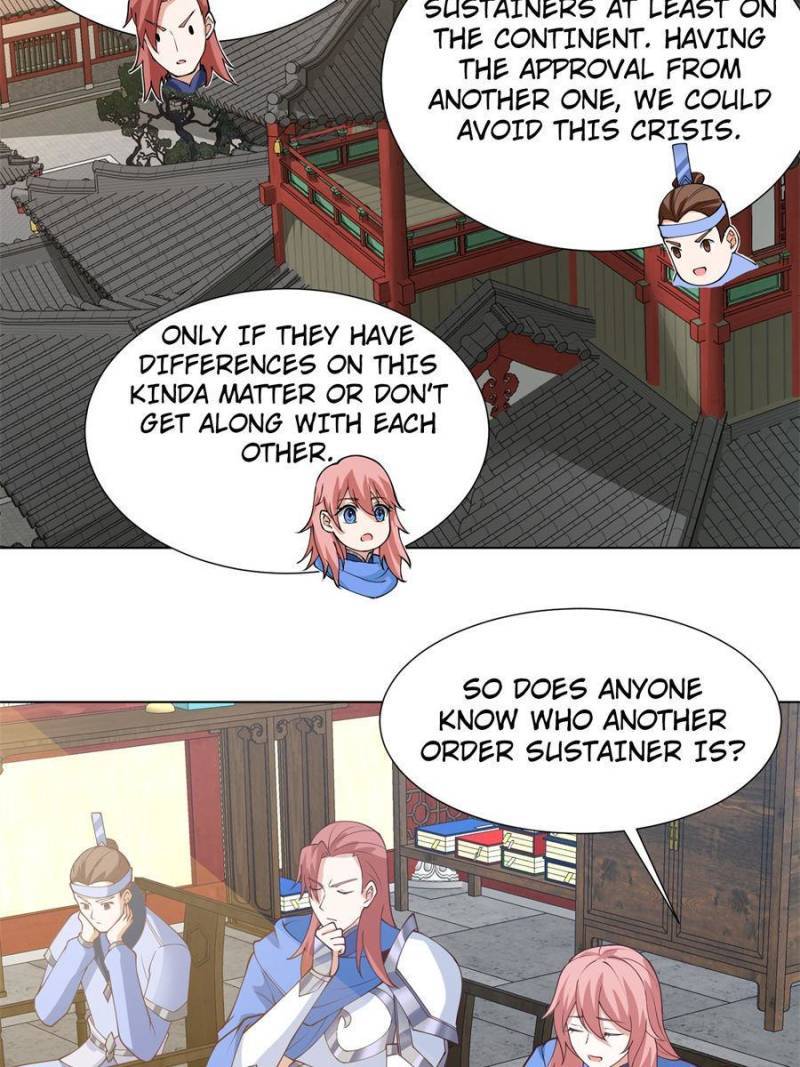 SUSTAINERS AT LEAST ON
THE CONTINENT. HAVING
THE APPROVAL FROM
ANOTHER ONE, WE COULD
AVOID THIS CRISIS.
ONLY IF THEY HAVE
DIFFERENCES ON THIS
KINDA MATTER OR DON'T
GET ALONG WITH EACH
OTHER.
SO DOES ANYONE
KNOW WHO ANOTHER
ORDER SUSTAINER IS?